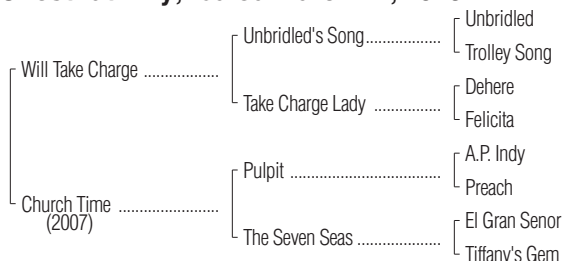 Unbridled
Unbridled's Song
Trolley Song
Will Take Charge
Dehere
Take Charge Lady
Felicita
A.P. Indy
Pulpit
Preach
Church Time
(2007)
El Gran Senor
The Seven Seas
Tiffany's Gem